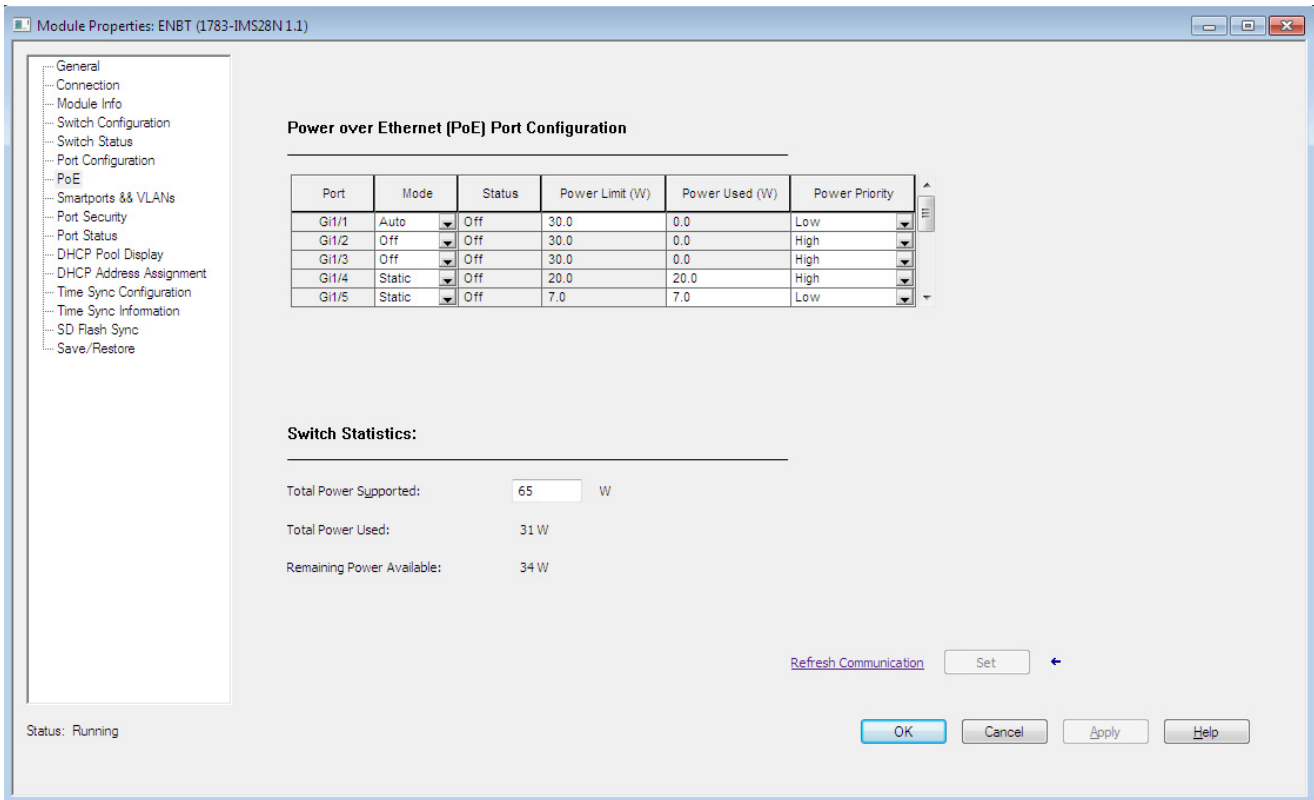 Module Properties: ENBT (1783-IMS28N 1.1)
General
Connection
Module Info
Switch Configuration
Switch Status
Port Configuration
PoE
Smartports && VLANs
Port Security
Port Status
DHCP Pool Display
DHCP Address Assignment
Time Sync Configuration
Time Sync Information
SD Flash Sync
Save/Restore
Power over Ethernet (PoE) Port Configuration
Port Mode Status Power Limit (W) Power Used (W) Power Priority
Gi1/1 Auto Off 30.0 0.0 Low
Gi1/2 Off Off 30.0 0.0 High
Gi1/3 Off Off 30.0 0.0 High
Gi1/4 Static Off 20.0 20.0 High
Gi1/5 Static Off 7.0 7.0 Low
Switch Statistics:
Total Power Supported: 65 W
Total Power Used: 31 W
Remaining Power Available: 34 W
Refresh Communication Set
Status: Running
OK Cancel Apply Help